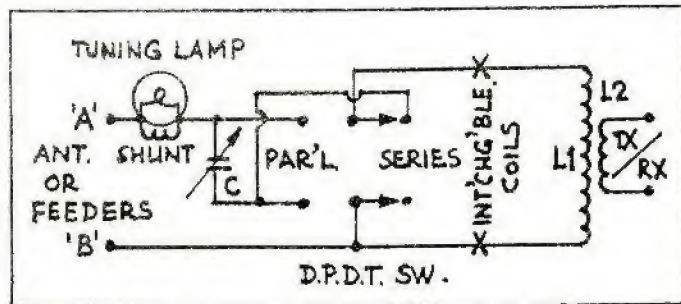 TUNING LAMP
'A'
ANT. SHUNT
OR
FEEDERS
'B'
C
PAR'L
SERIES
INT'CHG'BLE.
COILS
L1
L2
TX
RX
D.P.D.T. SW.